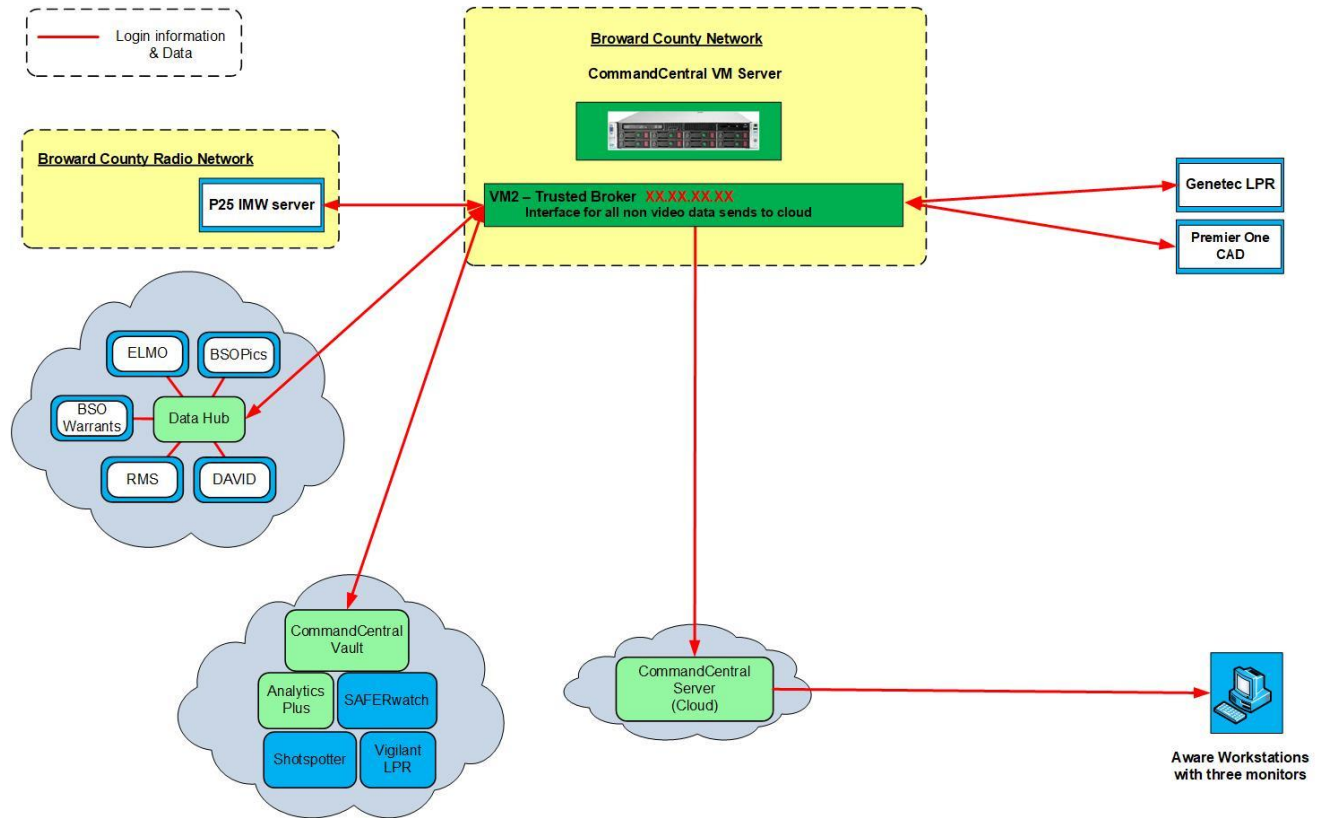 Login information
& Data
Broward County Network
CommandCentral VM Server
Broward County Radio Network
P25 IMW server
VM2 – Trusted Broker XX.XX.XX.XX
Interface for all non video data sends to cloud
Genetec LPR
Premier One
CAD
ELMO
BSOPics
BSO
Warrants
Data Hub
RMS
DAVID
CommandCentral
Vault
Analytics
Plus
SAFERwatch
Shotspotter
Vigilant
LPR
CommandCentral
Server
(Cloud)
Aware Workstations
with three monitors